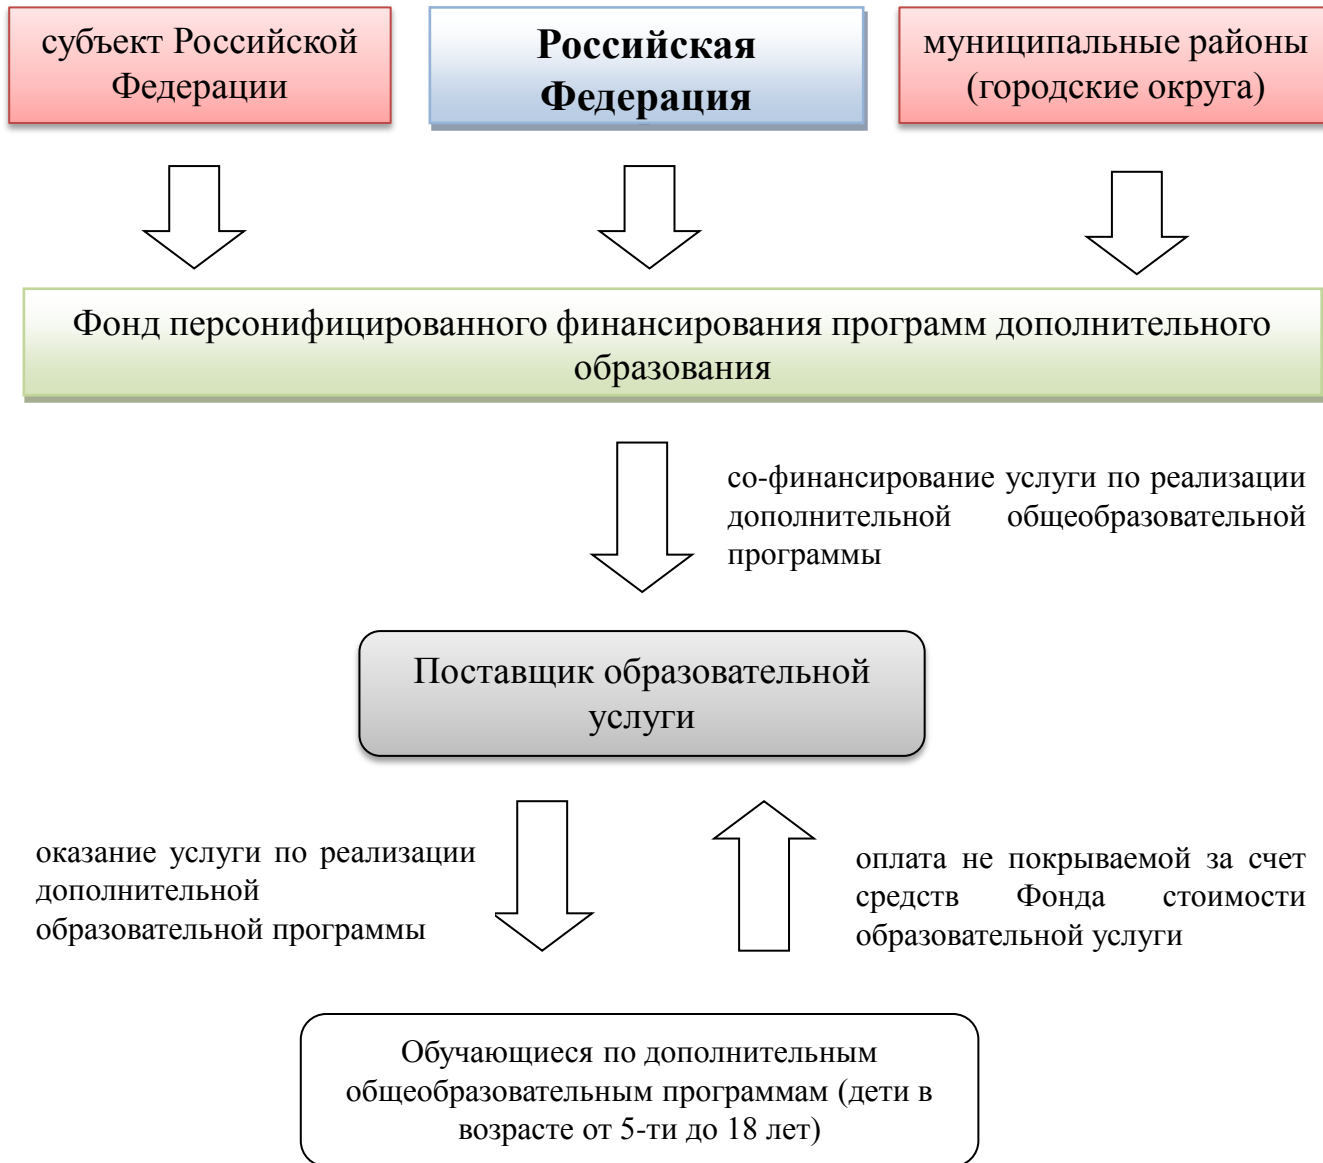 субъект Российской
Федерации
Российская
Федерация
муниципальные районы
(городские округа)
Фонд персонифицированного финансирования программ дополнительного
образования
со-финансирование услуги по реализации
дополнительной общеобразовательной
программы
Поставщик образовательной
услуги
оказание услуги по реализации
дополнительной
образовательной программы
оплата не покрываемой за счет
средств Фонда стоимости
образовательной услуги
Обучающиеся по дополнительным
общеобразовательным программам (дети в
возрасте от 5-ти до 18 лет)